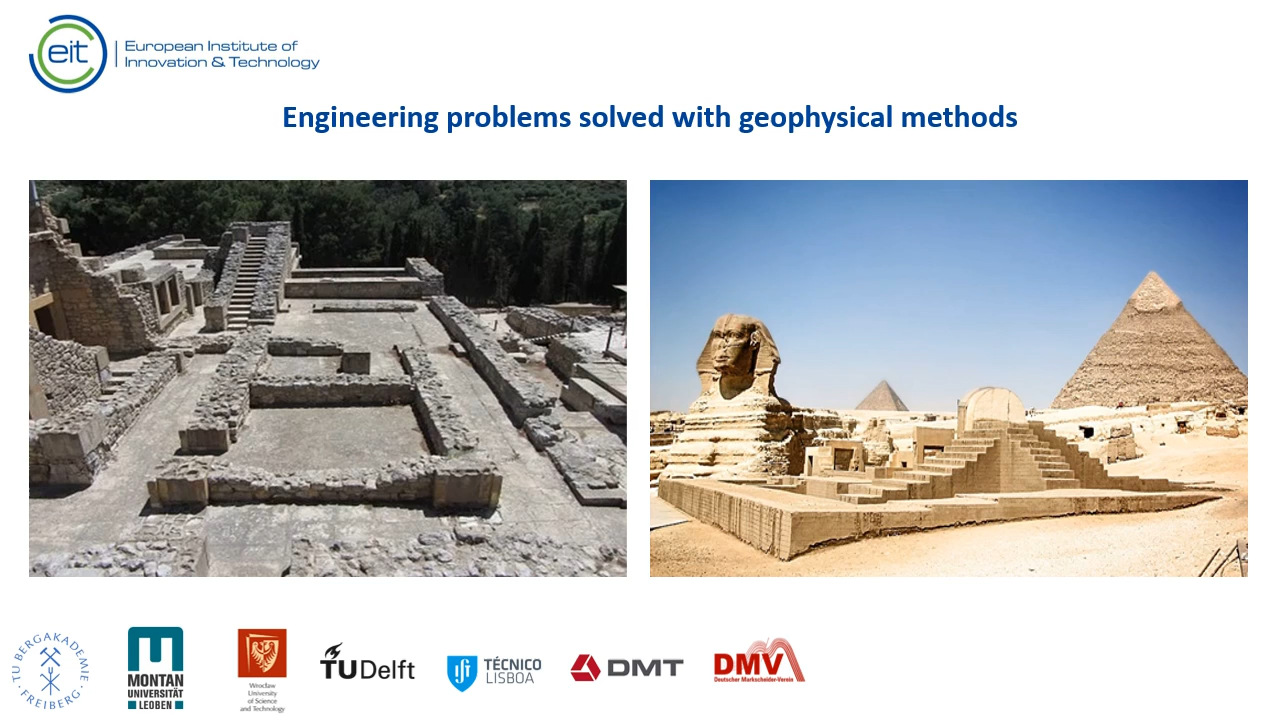 eit
European Institute of
Innovation & Technology
Engineering problems solved with geophysical methods
TU BERGAKADEMIE
· FREIBERG ·
MONTAN
UNIVERSITÄT
LEOBEN
Wrocław
University
of Science
and Technology
TUDelft
TÉCNICO
LISBOA
DMT
DMV
Deutscher Markscheider-Verein